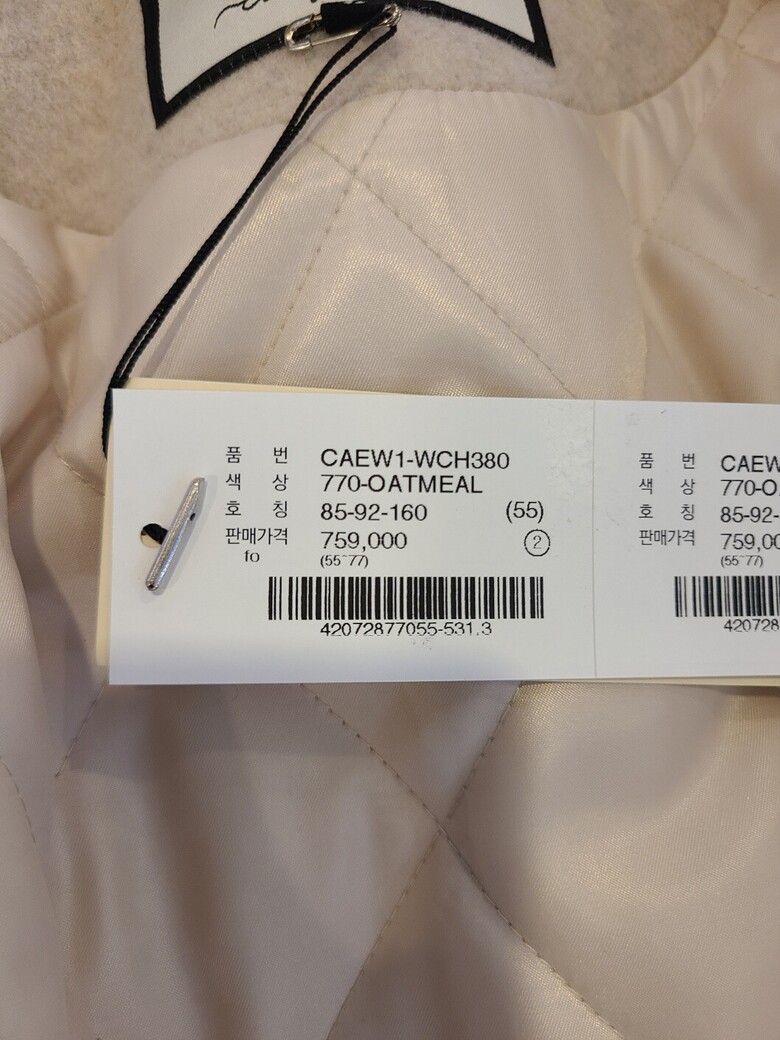 품 번 CAEW1-WCH380
색 상 770-OATMEAL
호 칭 85-92-160 (55)
판매가격 759,000 ②
fo (55~77)
42072877055-531.3
품 번 CAEW
색 상 770-O
호 칭 85-92-
판매가격 759,00
(55~77)
420728